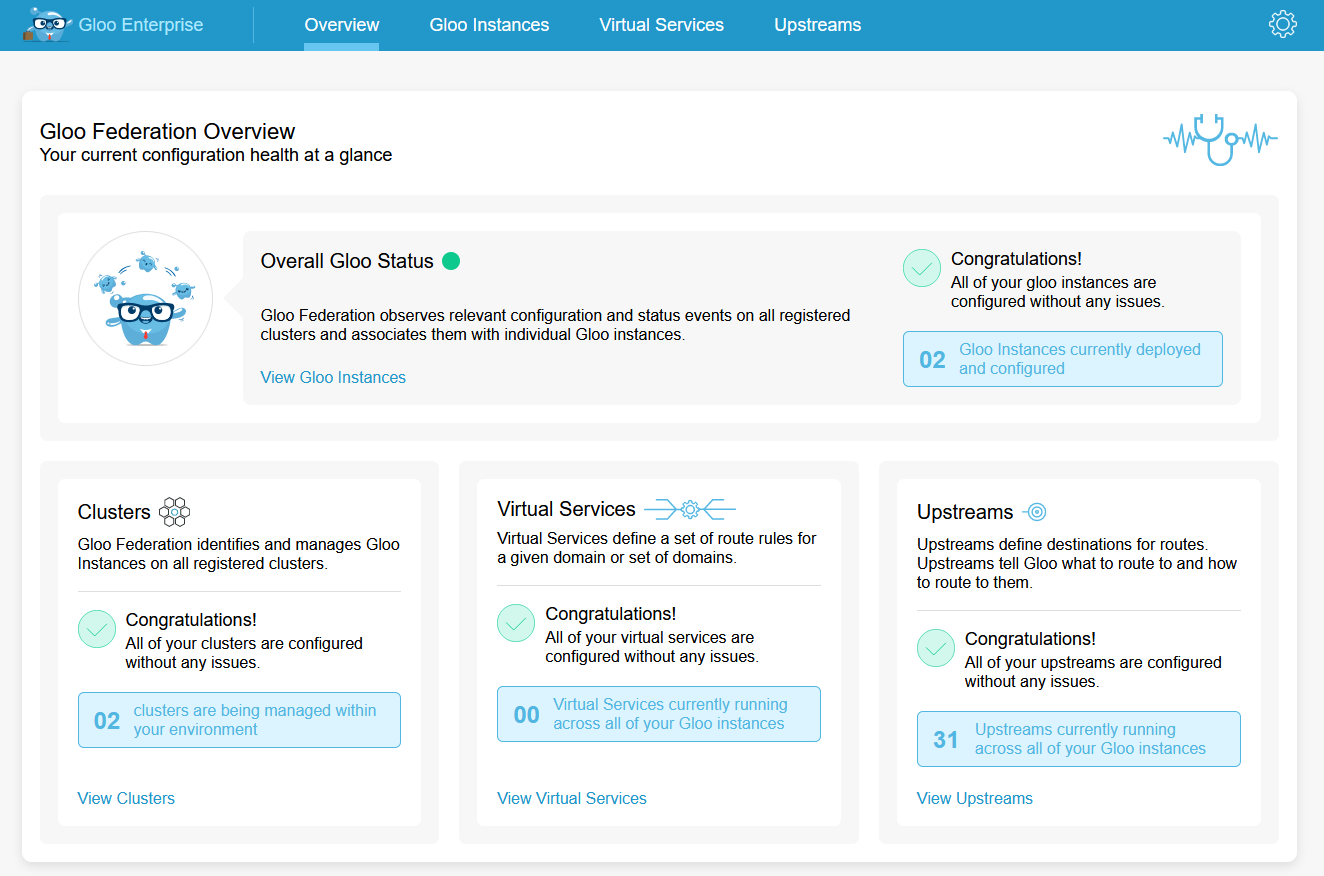 Gloo Enterprise
Overview
Gloo Instances
Virtual Services
Upstreams
Gloo Federation Overview
Your current configuration health at a glance
Overall Gloo Status
Gloo Federation observes relevant configuration and status events on all registered
clusters and associates them with individual Gloo instances.
View Gloo Instances
Congratulations!
All of your gloo instances are
configured without any issues.
02
Gloo Instances currently deployed
and configured
Clusters
Gloo Federation identifies and manages Gloo
Instances on all registered clusters.
Congratulations!
All of your clusters are configured
without any issues.
02
clusters are being managed within
your environment
View Clusters
Virtual Services
Virtual Services define a set of route rules for
a given domain or set of domains.
Congratulations!
All of your virtual services are
configured without any issues.
00
Virtual Services currently running
across all of your Gloo instances
View Virtual Services
Upstreams
Upstreams define destinations for routes.
Upstreams tell Gloo what to route to and how
to route to them.
Congratulations!
All of your upstreams are configured
without any issues.
31
Upstreams currently running
across all of your Gloo instances
View Upstreams